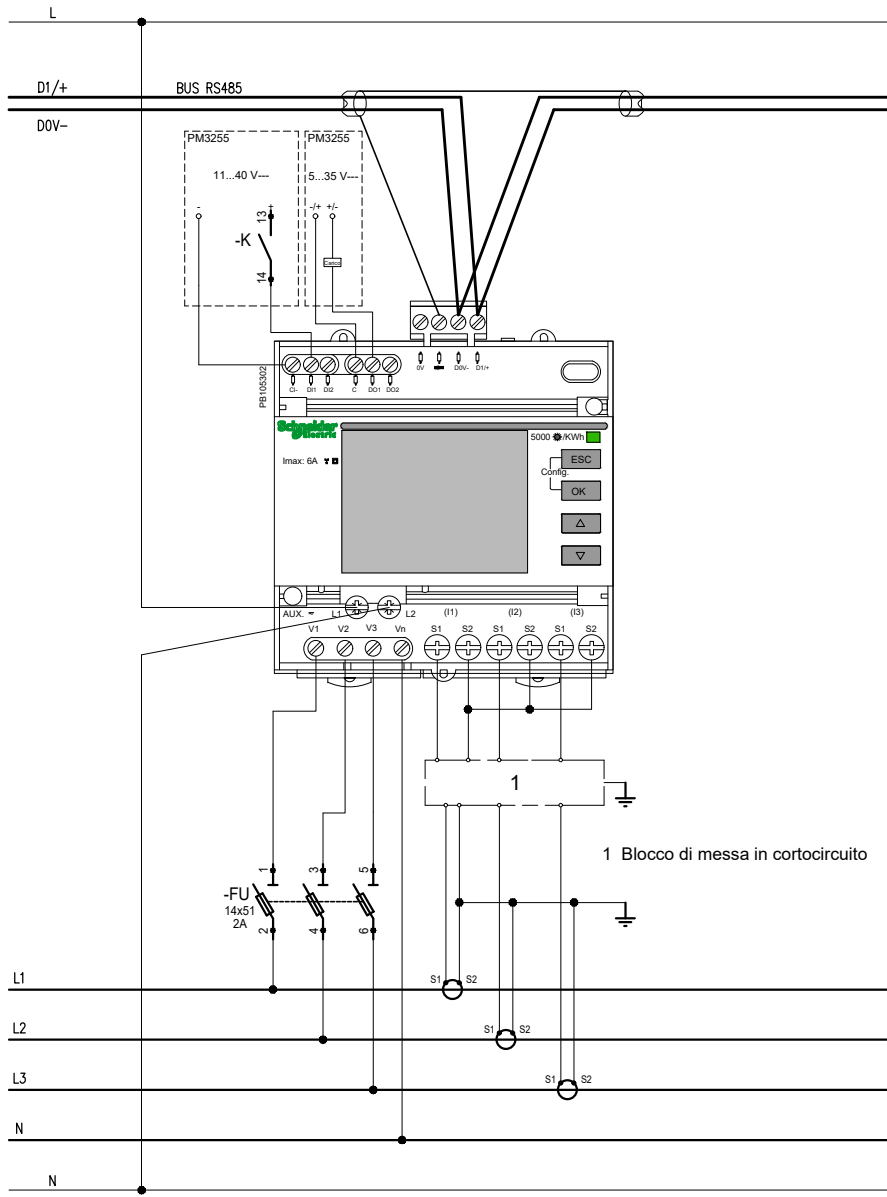 L
D1/+ BUS RS485
D0V-
PM3255 PM3255
11...40 V--- 5...35 V---
- + -/+ +/-
13
-K
14
Carico
PB105302
CI- DI1 DI2 C DO1 DO2
0V D0V- D1/+
Schneider
Electric
5000 /KWh
Imax: 6A
ESC
Config.
OK
AUX. L1 L2 (I1) (I2) (I3)
V1 V2 V3 Vn S1 S2 S1 S2 S1 S2
1
1 Blocco di messa in cortocircuito
1 3 5
-FU
14x51
2A
2 4 6
L1
S1 S2
L2
S1 S2
L3
S1 S2
N
N